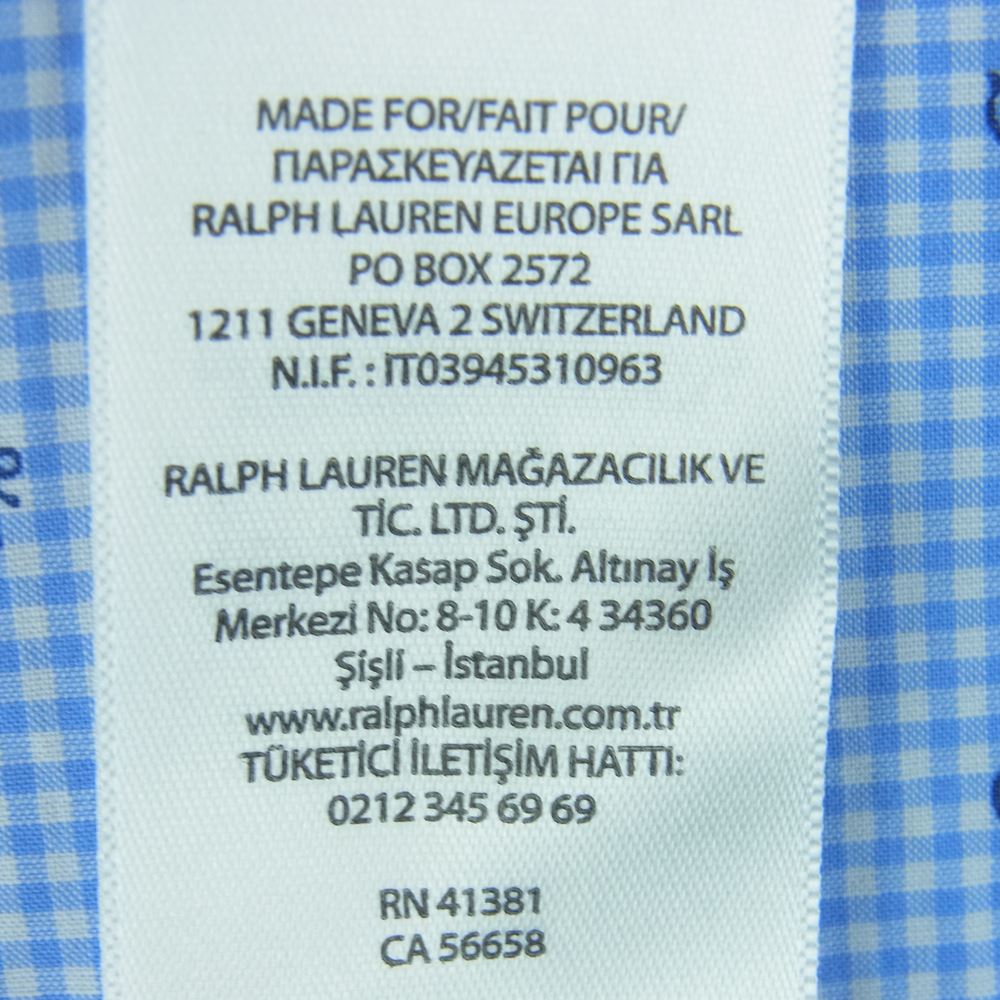 MADE FOR/FAIT POUR/
ΠΑΡΑΣΚΕΥΑΖΕΤΑΙ ΓΙΑ
RALPH LAUREN EUROPE SARL
PO BOX 2572
1211 GENEVA 2 SWITZERLAND
N.I.F. : IT03945310963
RALPH LAUREN MAĞAZACILIK VE
TİC. LTD. ŞTİ.
Esentepe Kasap Sok. Altınay İş
Merkezi No: 8-10 K: 4 34360
Şişli – İstanbul
www.ralphlauren.com.tr
TÜKETİCİ İLETİŞİM HATTI:
0212 345 69 69
RN 41381
CA 56658